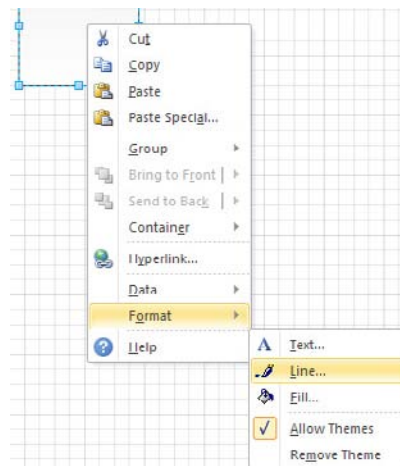 Cut
Copy
Paste
Paste Special...
Group
Bring to Front
Send to Back
Container
Hyperlink...
Data
Format
Help
Text...
Line...
Fill...
Allow Themes
Remove Theme